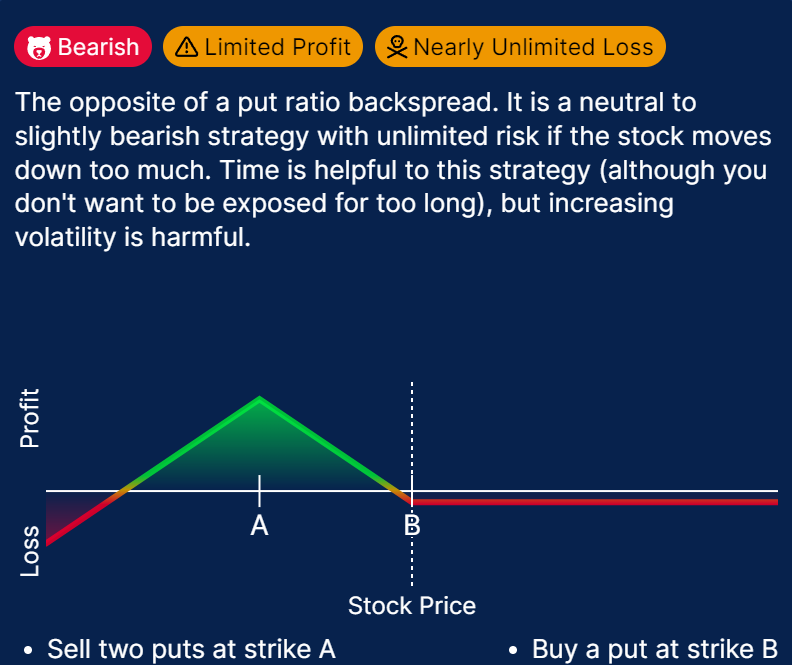 Bearish Limited Profit Nearly Unlimited Loss
The opposite of a put ratio backspread. It is a neutral to
slightly bearish strategy with unlimited risk if the stock moves
down too much. Time is helpful to this strategy (although you
don't want to be exposed for too long), but increasing
volatility is harmful.
Profit
Loss
A B
Stock Price
• Sell two puts at strike A • Buy a put at strike B